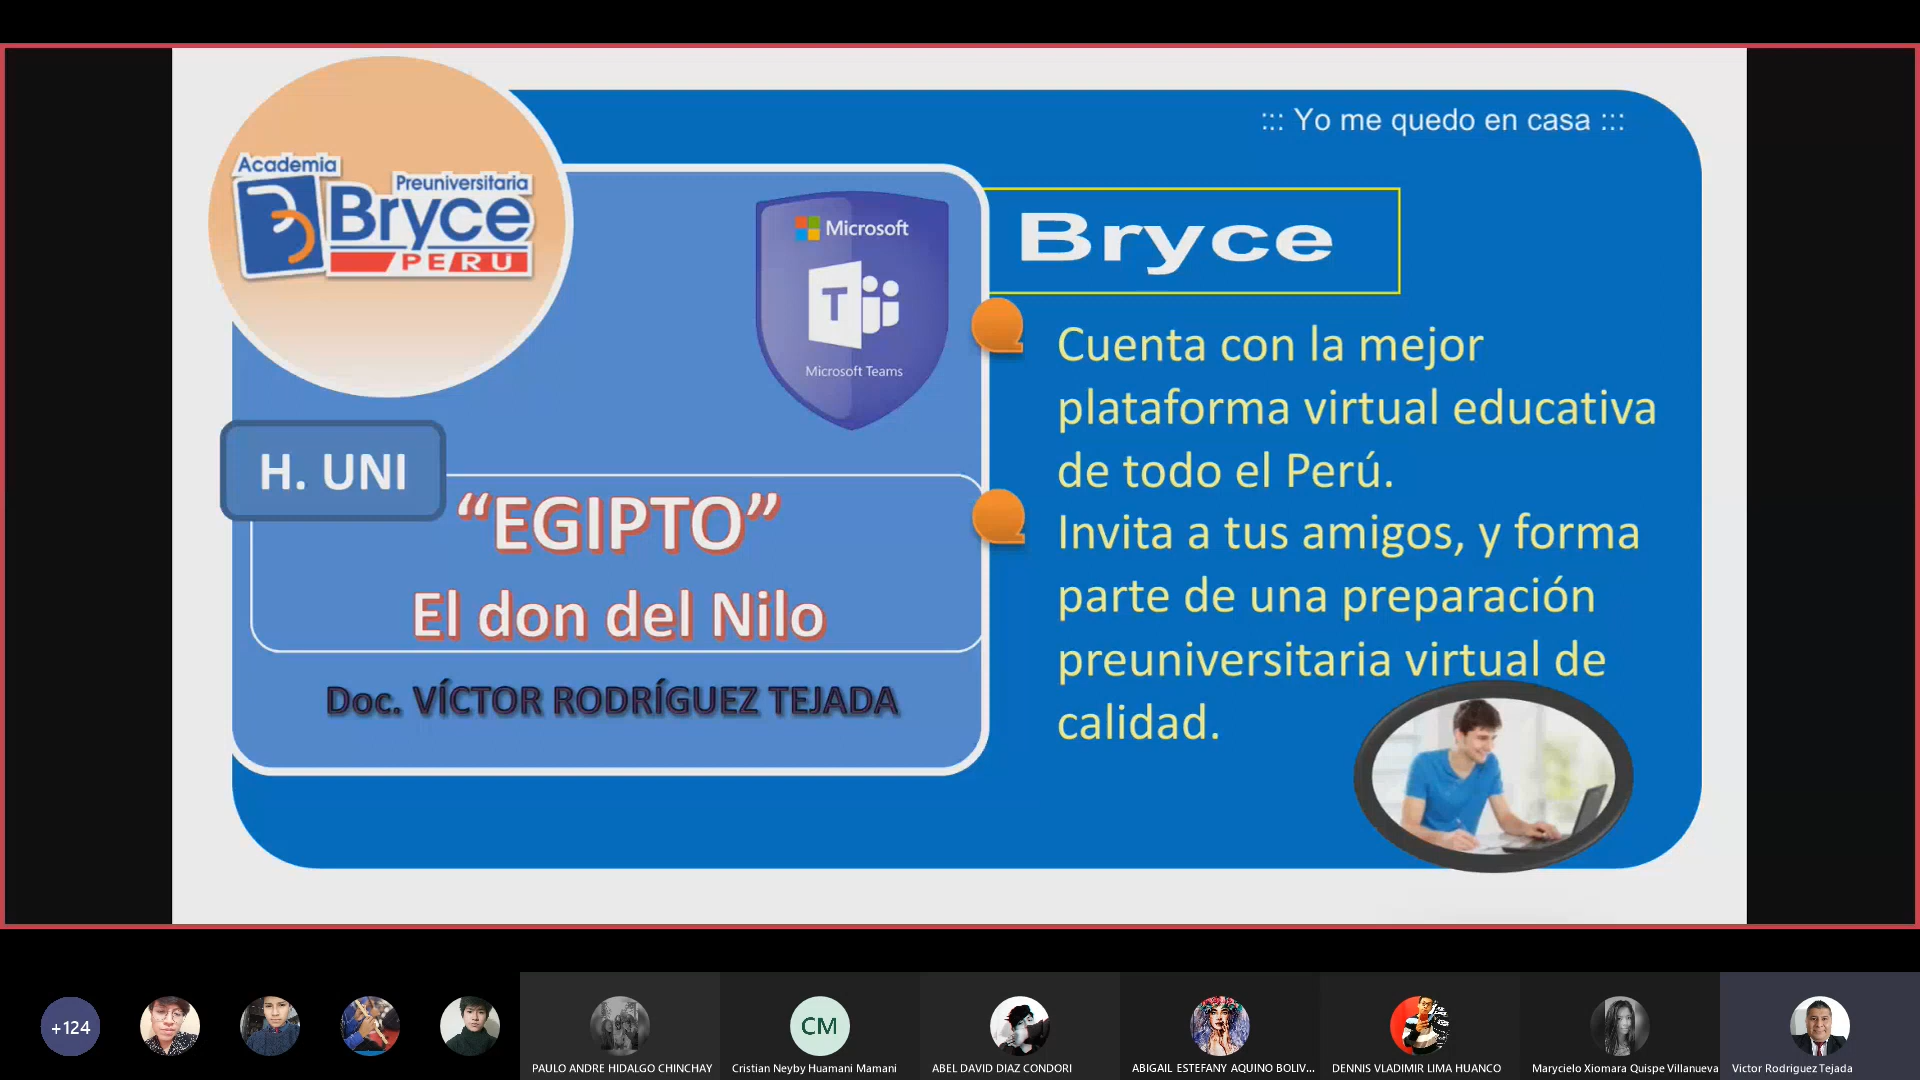 ::: Yo me quedo en casa :::
Academia
Preuniversitaria
Bryce
PERU
Microsoft
T
Microsoft Teams
Bryce
H. UNI
“EGIPTO”
El don del Nilo
Doc. VÍCTOR RODRÍGUEZ TEJADA
Cuenta con la mejor
plataforma virtual educativa
de todo el Perú.
Invita a tus amigos, y forma
parte de una preparación
preuniversitaria virtual de
calidad.
+124
CM
PAULO ANDRE HIDALGO CHINCHAY
Cristian Neyby Huamani Mamani
ABEL DAVID DIAZ CONDORI
ABIGAIL ESTEFANY AQUINO BOLIV...
DENNIS VLADIMIR LIMA HUANCO
Marycielo Xiomara Quispe Villanueva
Victor Rodriguez Tejada